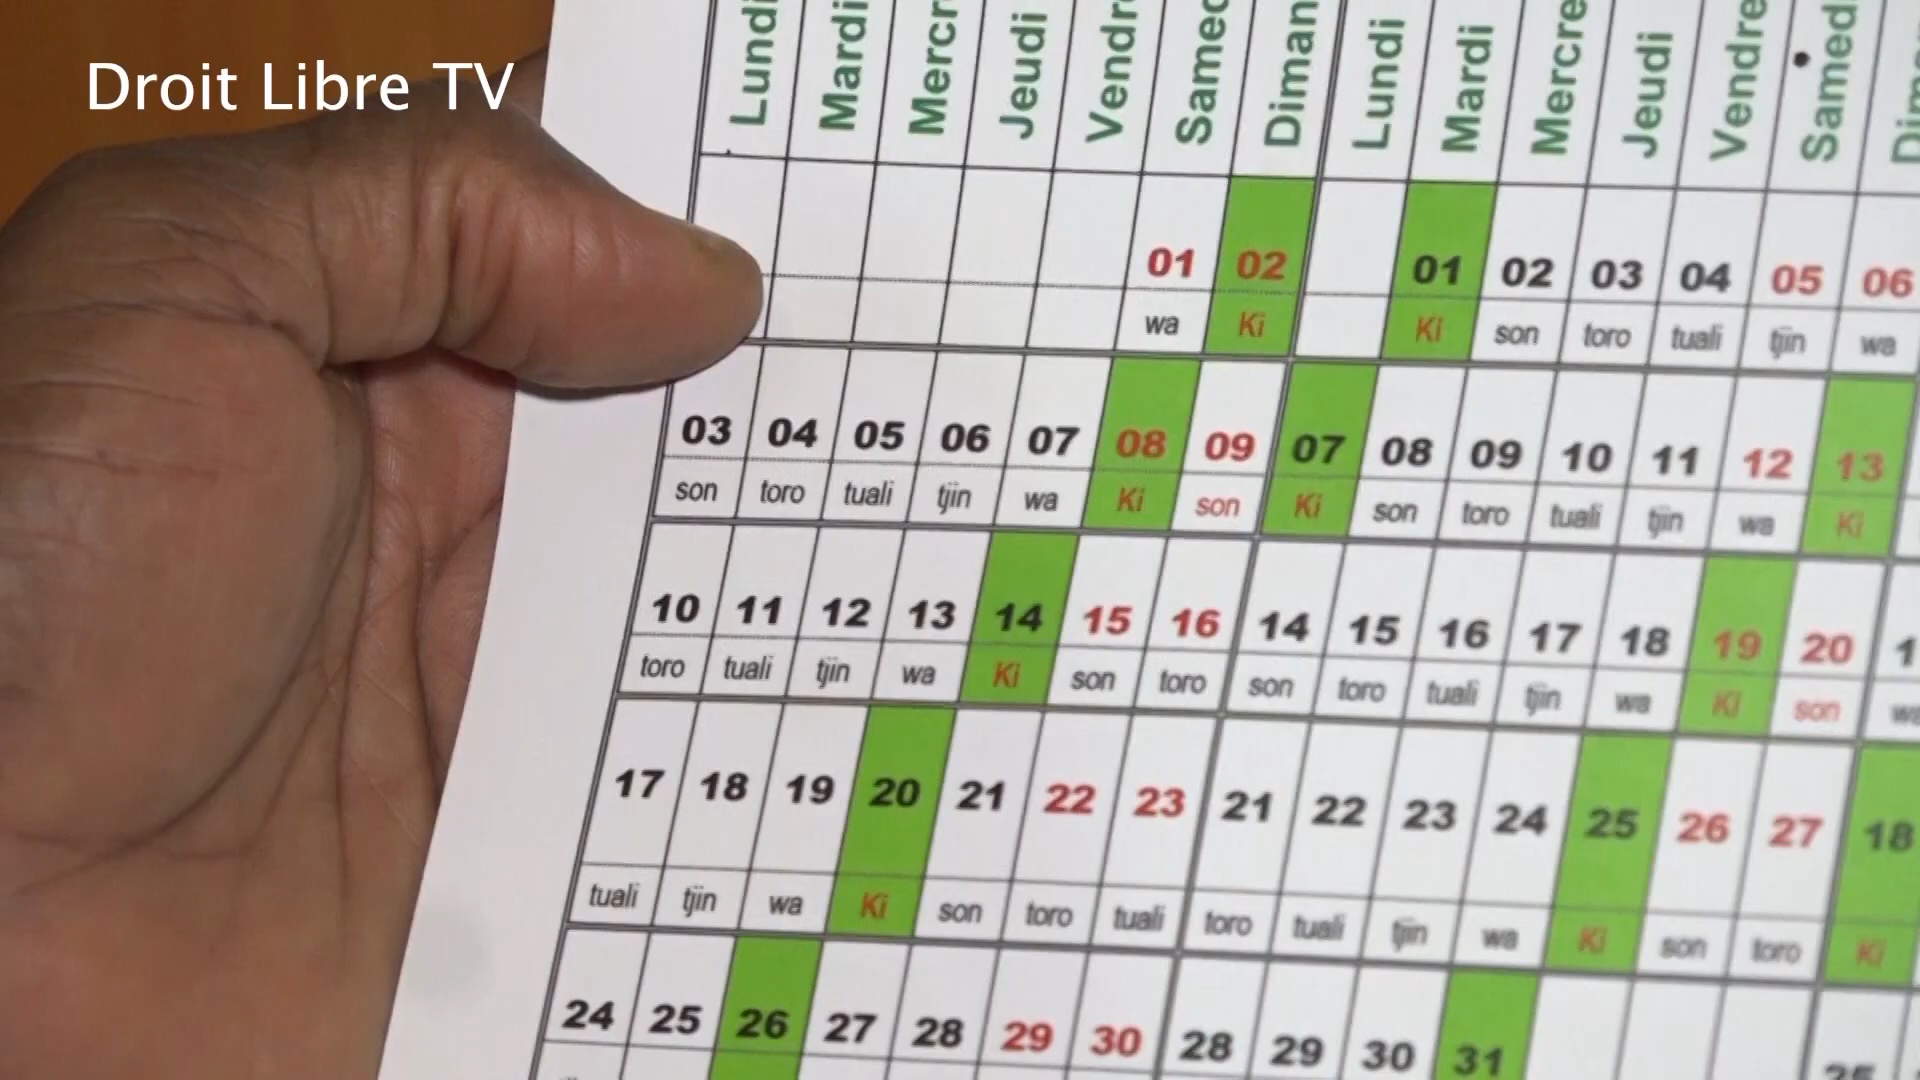 Droit Libre TV
Lundi Mardi Mercr Jeudi Vendr Samed Diman Lundi Mardi Mercre Jeudi Vendre Samed Dim
01 02 01 02 03 04 05 06
wa Ki Ki son toro tuali tjin wa
03 04 05 06 07 08 09 07 08 09 10 11 12 13
son toro tuali tjin wa Ki son Ki son toro tuali tjin wa Ki
10 11 12 13 14 15 16 14 15 16 17 18 19 20
toro tuali tjin wa Ki son toro son toro tuali tjin wa Ki son
17 18 19 20 21 22 23 21 22 23 24 25 26 27 18
tuali tjin wa Ki son toro tuali toro tuali tjin wa Ki son toro Ki
24 25 26 27 28 29 30 28 29 30 31